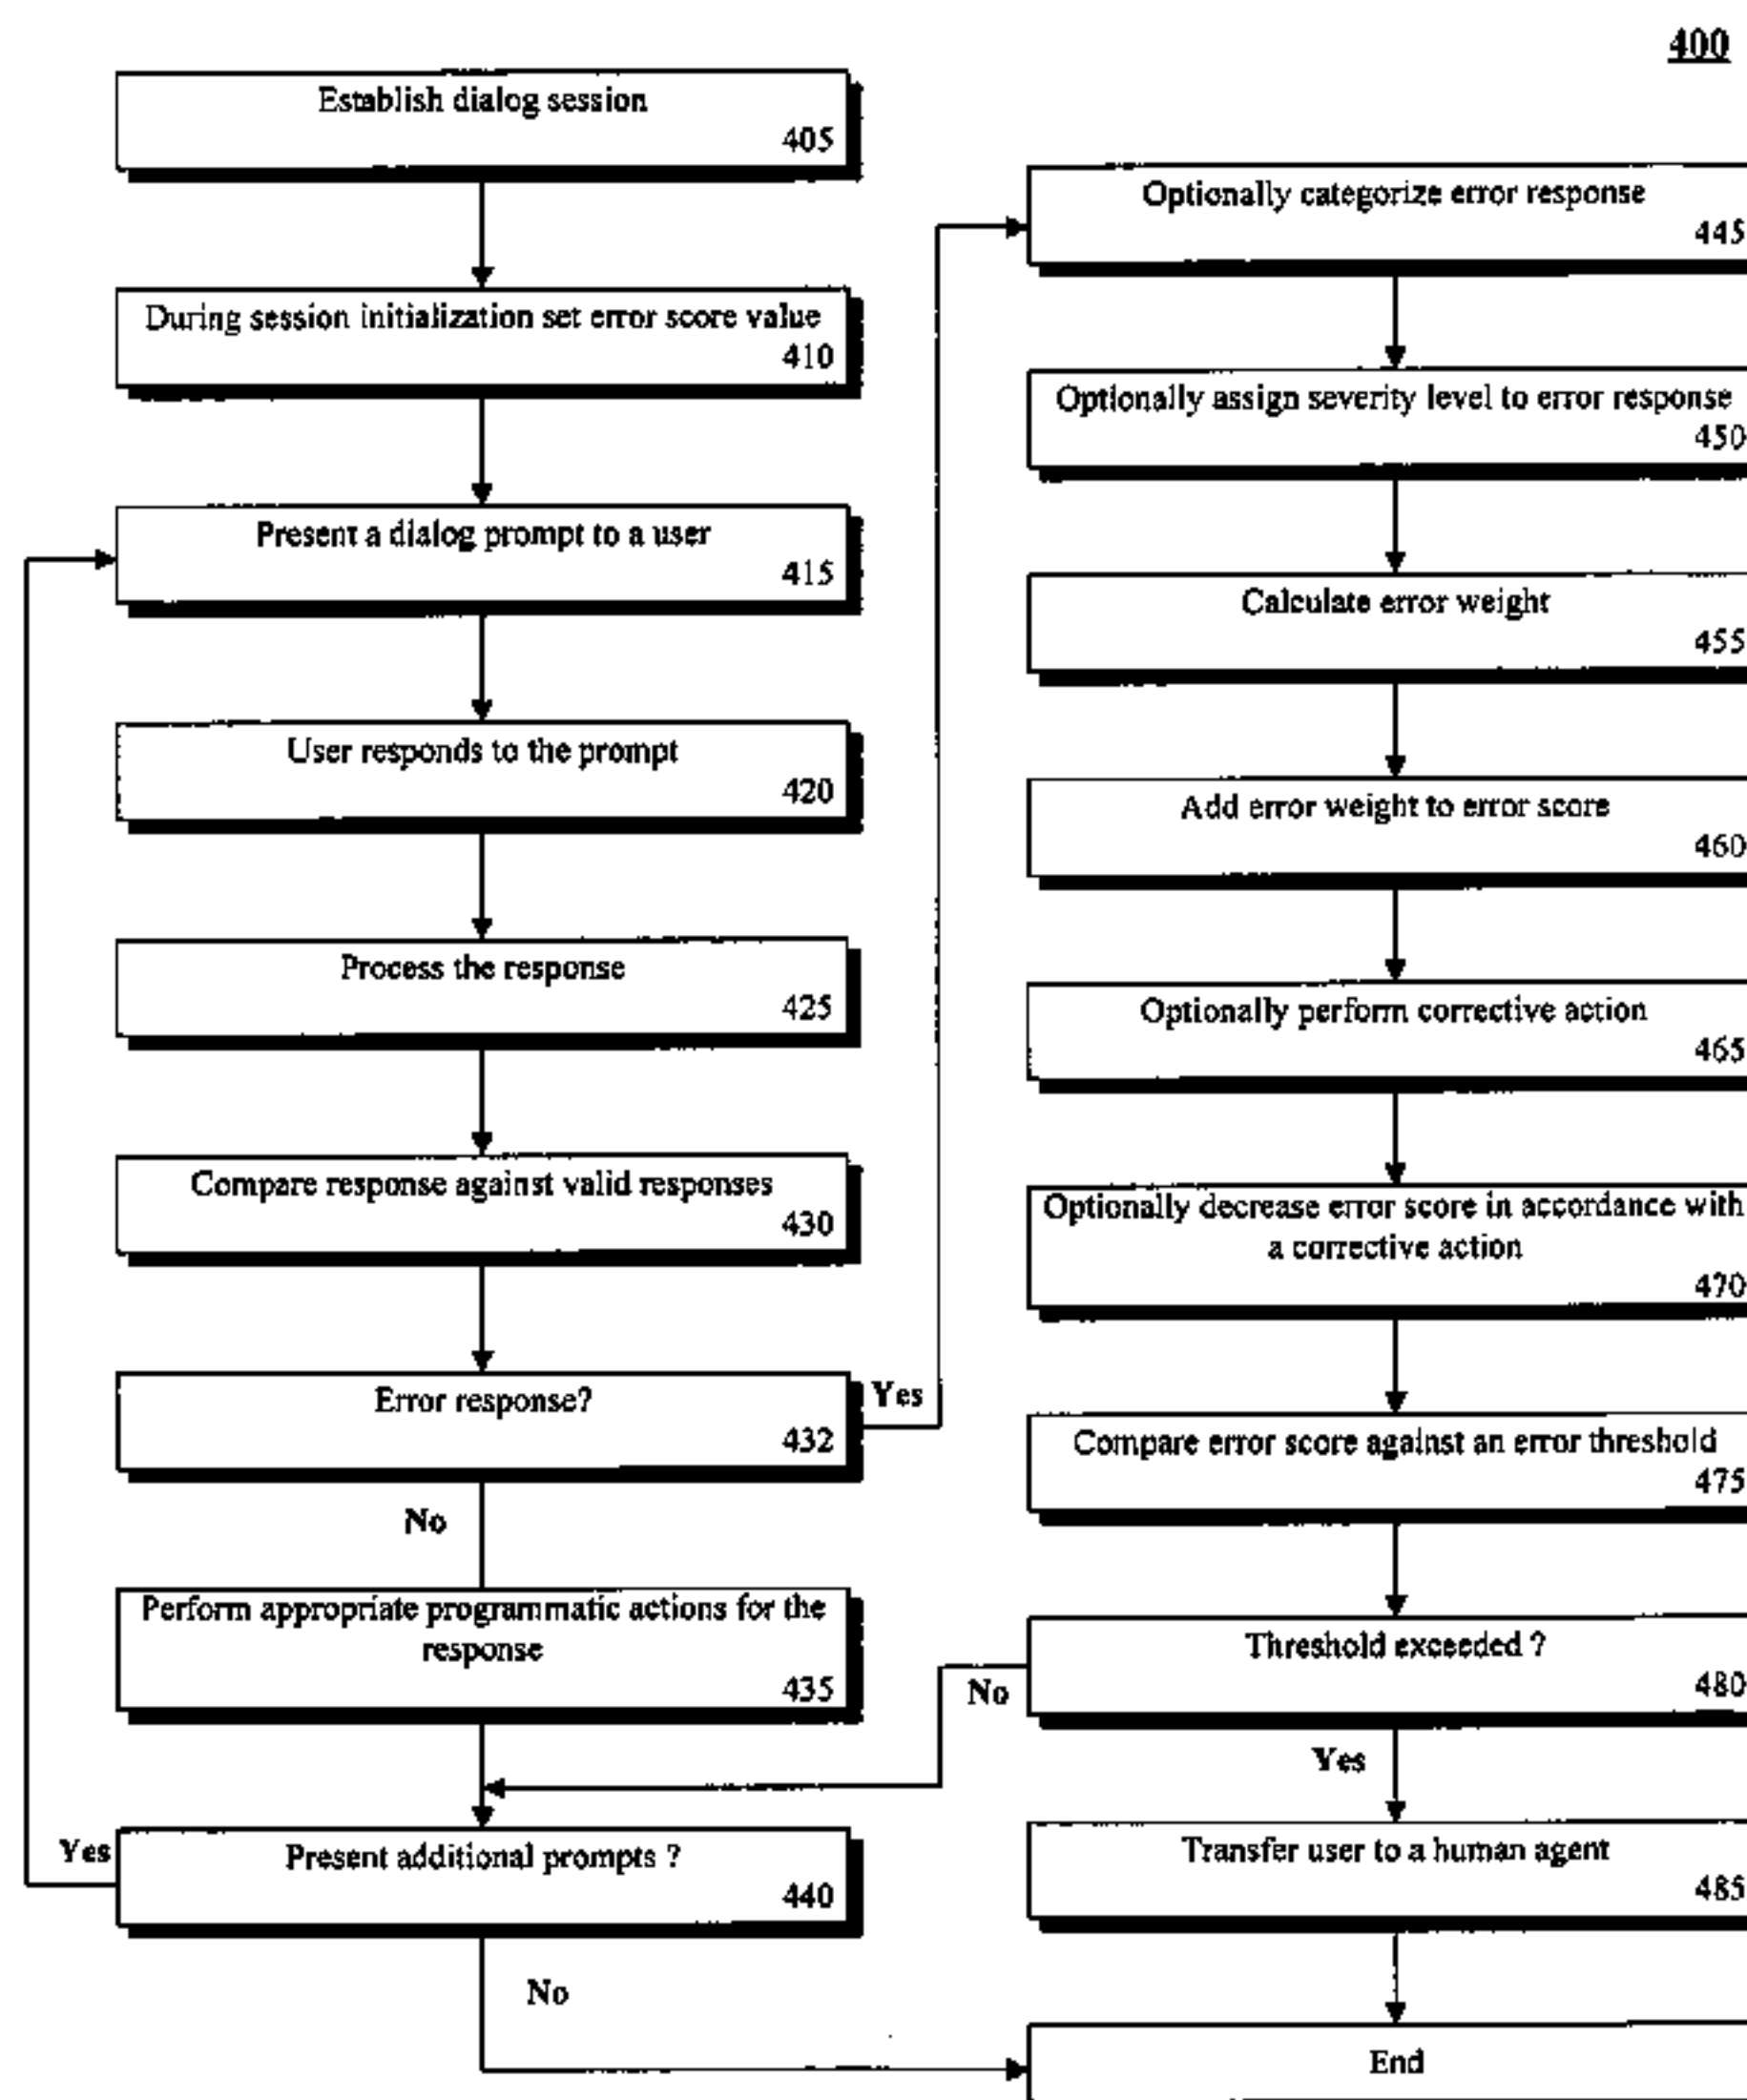 400
Establish dialog session
405
During session initialization set error score value
410
Present a dialog prompt to a user
415
User responds to the prompt
420
Process the response
425
Compare response against valid responses
430
Error response?
432
Yes
No
Perform appropriate programmatic actions for the
response
435
Yes
Present additional prompts ?
440
No
Optionally categorize error response
445
Optionally assign severity level to error response
450
Calculate error weight
455
Add error weight to error score
460
Optionally perform corrective action
465
Optionally decrease error score in accordance with
a corrective action
470
Compare error score against an error threshold
475
Threshold exceeded ?
480
No
Yes
Transfer user to a human agent
485
End